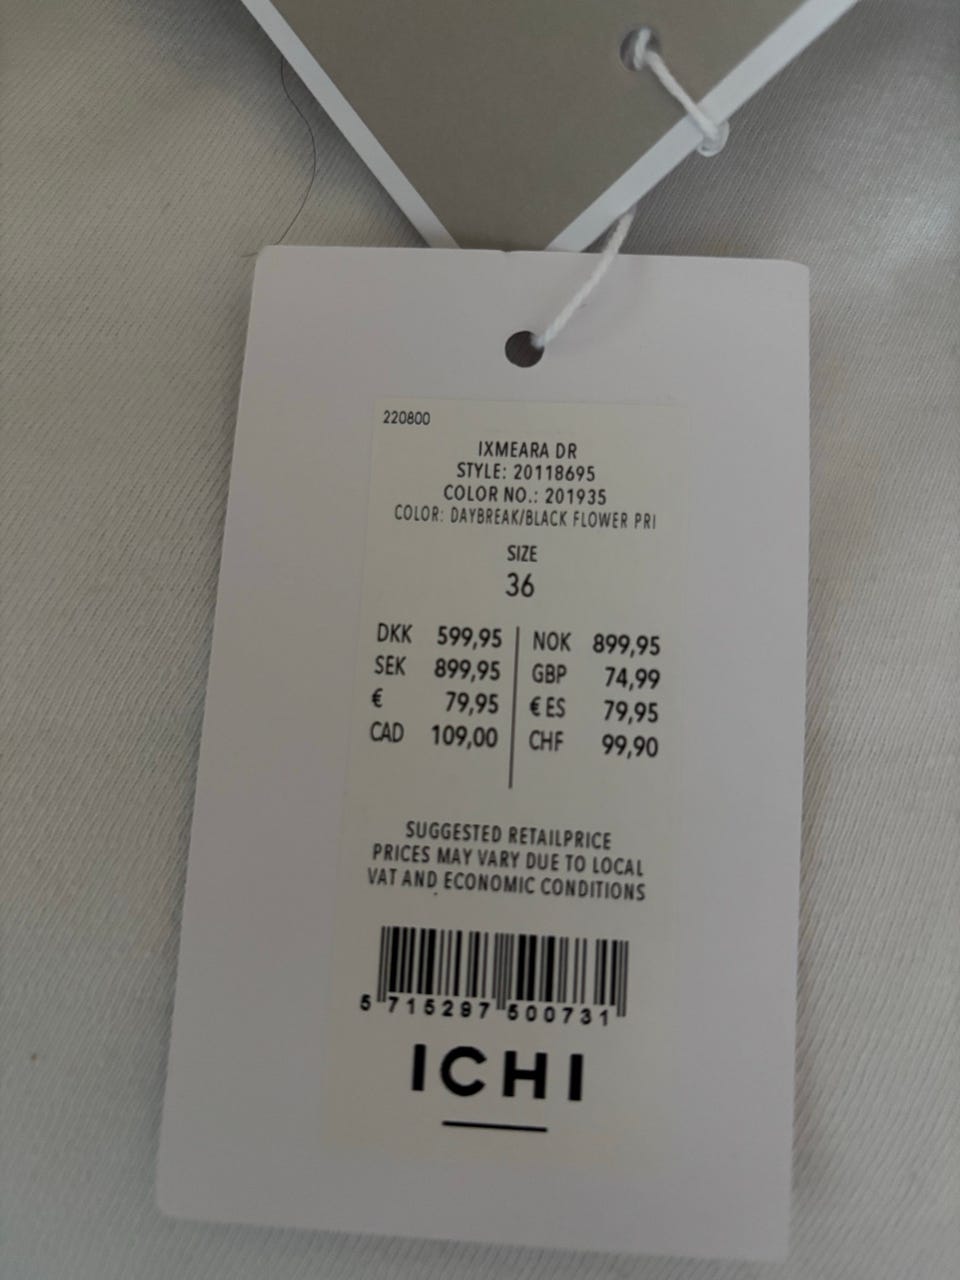 220800
IXMEARA DR
STYLE: 20118695
COLOR NO.: 201935
COLOR: DAYBREAK/BLACK FLOWER PRI
SIZE
36
DKK 599,95 NOK 899,95
SEK 899,95 GBP 74,99
€ 79,95 € ES 79,95
CAD 109,00 CHF 99,90
SUGGESTED RETAILPRICE
PRICES MAY VARY DUE TO LOCAL
VAT AND ECONOMIC CONDITIONS
5 715297 500731
ICHI